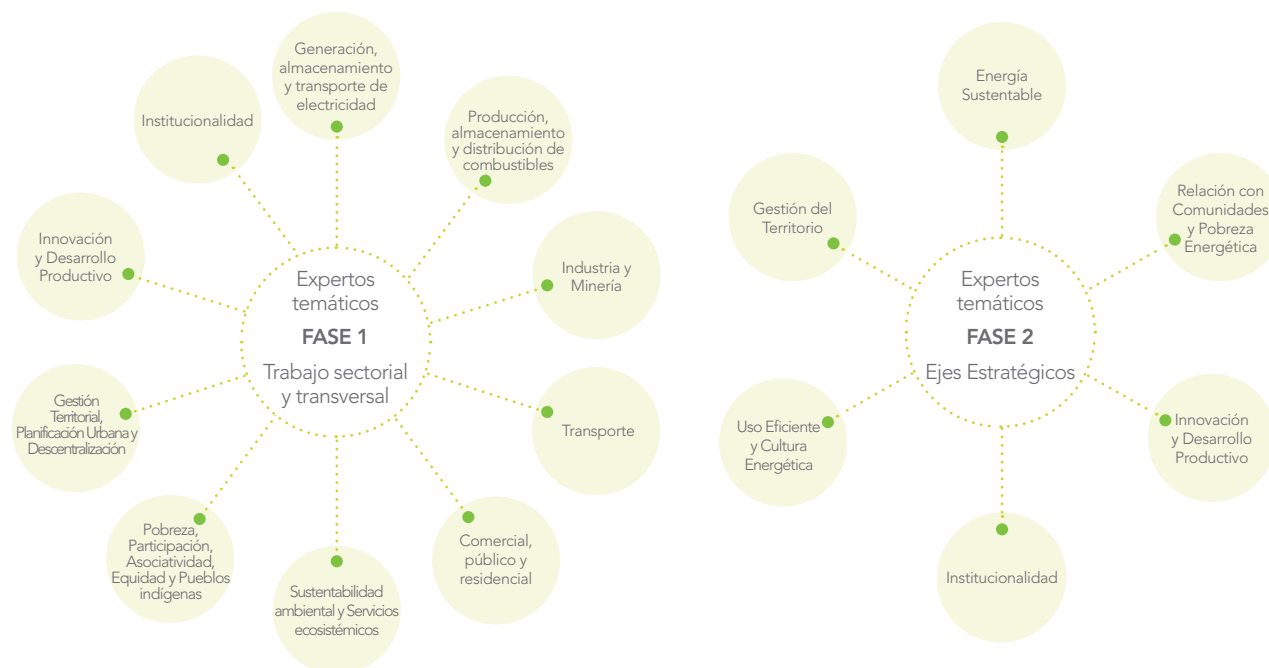 Generación,
almacenamiento
y transporte de
electricidad
Institucionalidad
Producción,
almacenamiento
y distribución de
combustibles
Innovación
y Desarrollo
Productivo
Industria y
Minería
Expertos
temáticos
FASE 1
Trabajo sectorial
y transversal
Gestión
Territorial,
Planificación Urbana y
Descentralización
Transporte
Pobreza,
Participación,
Asociatividad,
Equidad y Pueblos
indígenas
Sustentabilidad
ambiental y Servicios
ecosistémicos
Comercial,
público y
residencial
Energía
Sustentable
Gestión del
Territorio
Relación con
Comunidades
y Pobreza
Energética
Expertos
temáticos
FASE 2
Ejes Estratégicos
Uso Eficiente
y Cultura
Energética
Innovación
y Desarrollo
Productivo
Institucionalidad